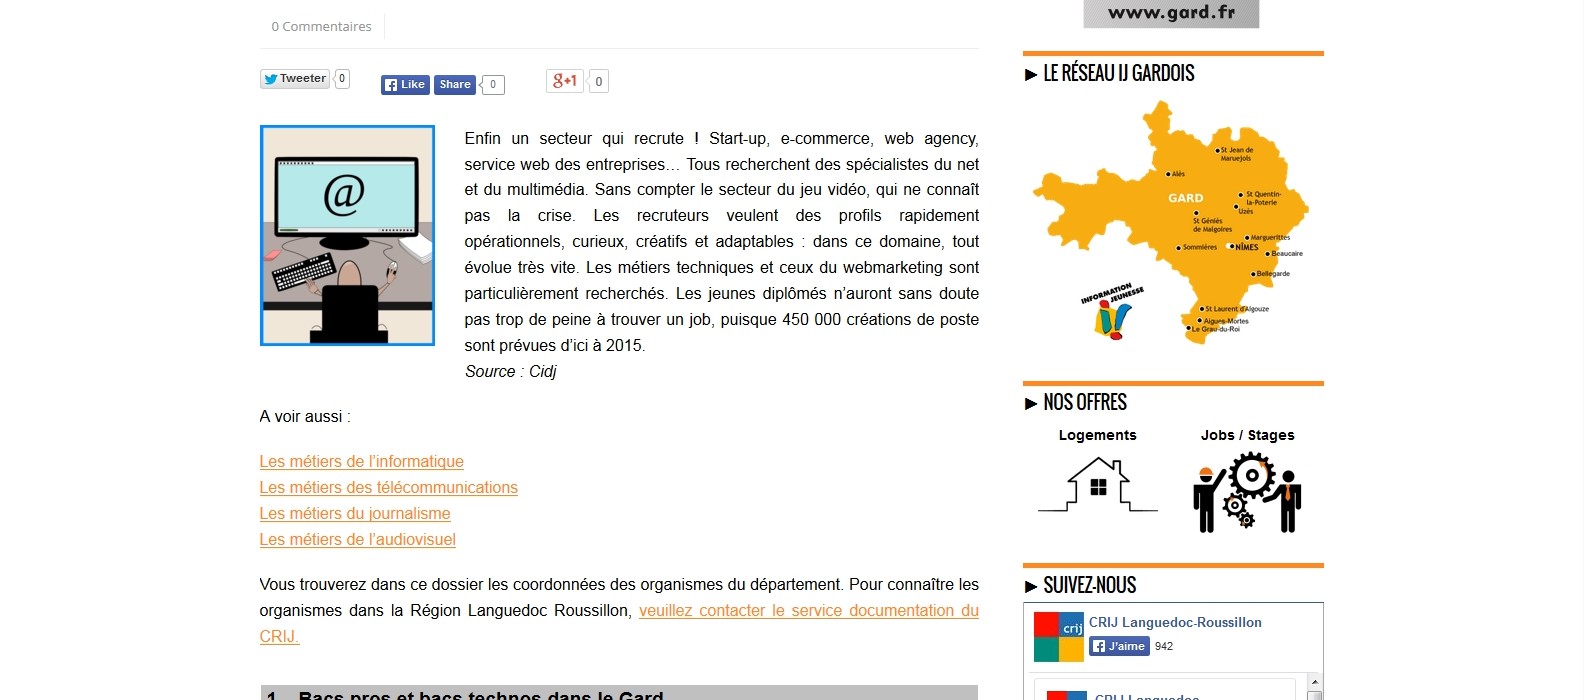 0 Commentaires
Tweeter 0
Like Share 0
g+1 0
@
Enfin un secteur qui recrute ! Start-up, e-commerce, web agency,
service web des entreprises… Tous recherchent des spécialistes du net
et du multimédia. Sans compter le secteur du jeu vidéo, qui ne connaît
pas la crise. Les recruteurs veulent des profils rapidement
opérationnels, curieux, créatifs et adaptables : dans ce domaine, tout
évolue très vite. Les métiers techniques et ceux du webmarketing sont
particulièrement recherchés. Les jeunes diplômés n’auront sans doute
pas trop de peine à trouver un job, puisque 450 000 créations de poste
sont prévues d’ici à 2015.
Source : Cidj
A voir aussi :
Les métiers de l’informatique
Les métiers des télécommunications
Les métiers du journalisme
Les métiers de l’audiovisuel
Vous trouverez dans ce dossier les coordonnées des organismes du département. Pour connaître les
organismes dans la Région Languedoc Roussillon, veuillez contacter le service documentation du
CRIJ.
1 Bacs pros et bacs technos dans le Gard
www.gard.fr
► LE RÉSEAU IJ GARDOIS
St Jean de
Maruejols
Alés
GARD
St Quentin-
la-Poterie
Uzès
St Géniès
de Malgoires
Marguerittes
Sommières
NÎMES
Beaucaire
Bellegarde
INFORMATION
JEUNESSE
St Laurent d'Aigouze
Aigues-Mortes
Le Grau-du-Roi
► NOS OFFRES
Logements
Jobs / Stages
► SUIVEZ-NOUS
crij
CRIJ Languedoc-Roussillon
J’aime 942
CRIJ Languedoc-